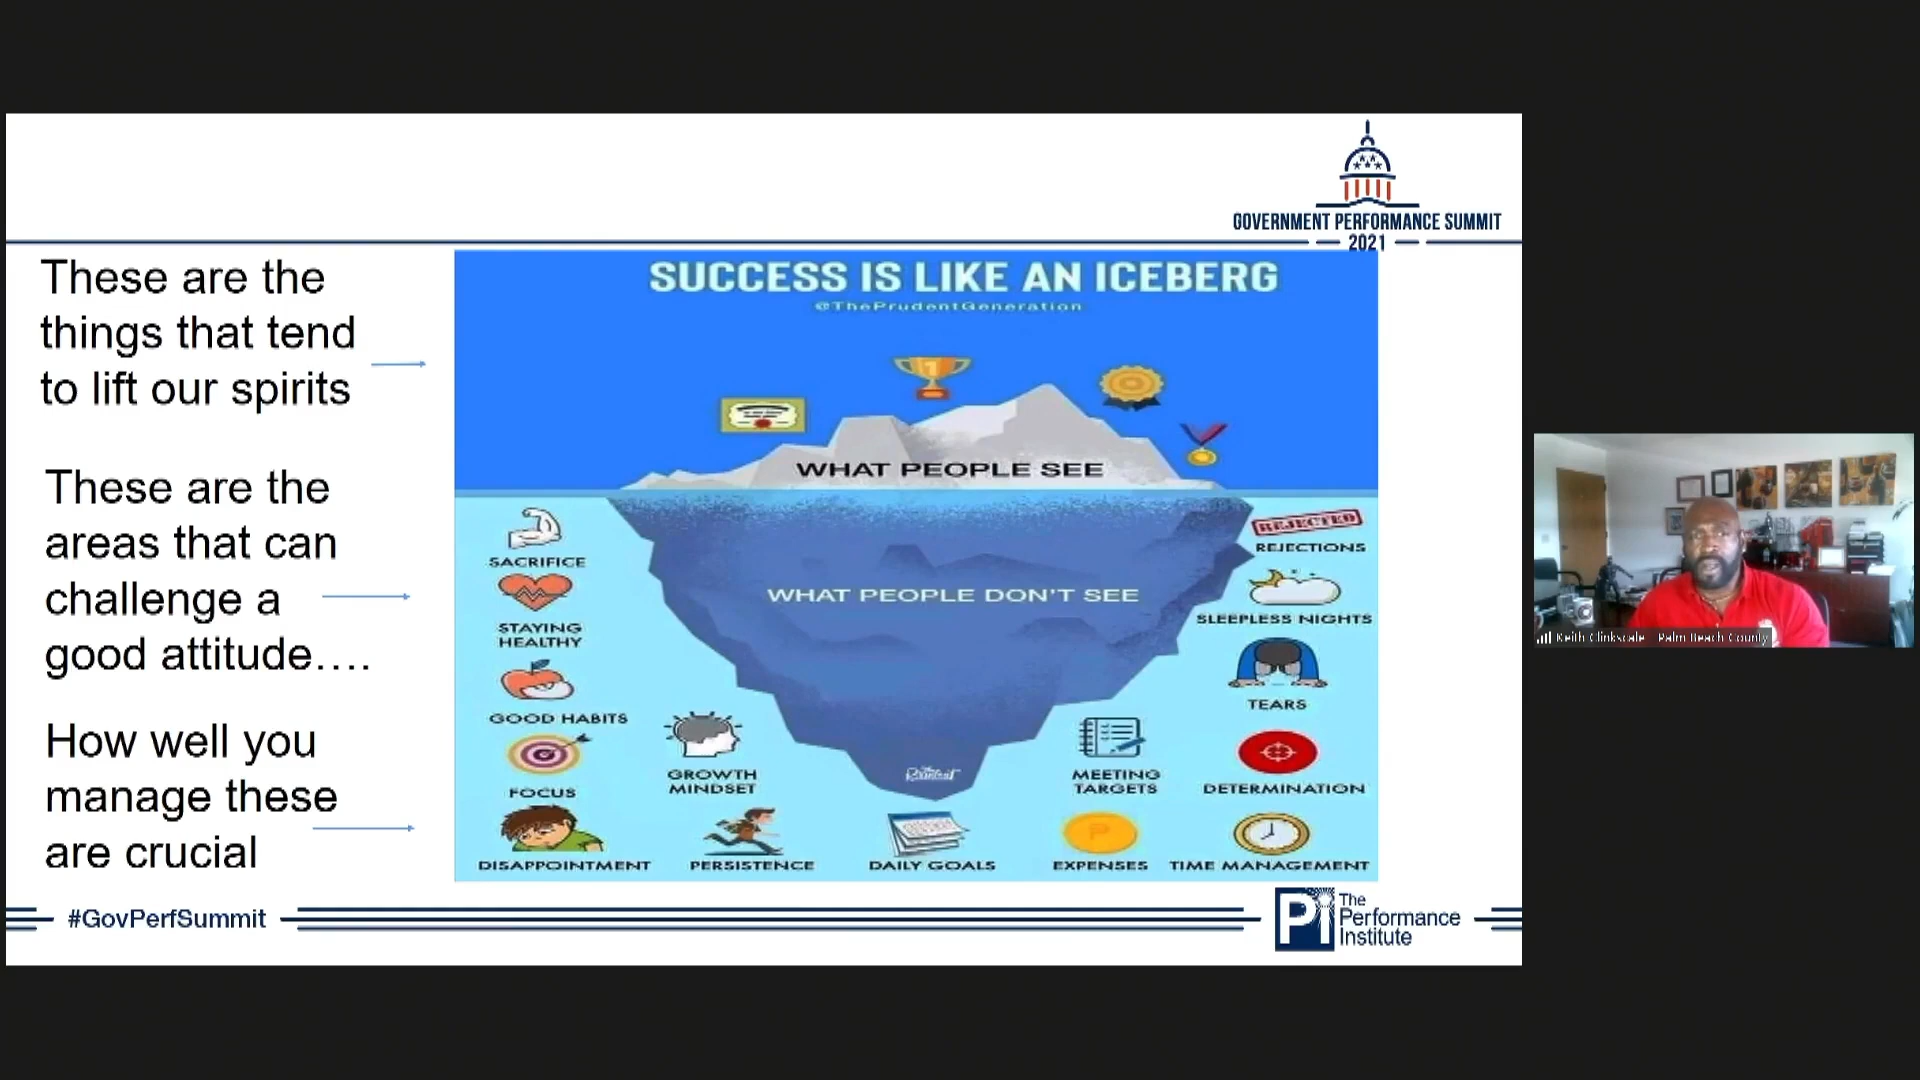 GOVERNMENT PERFORMANCE SUMMIT
2021
These are the
things that tend
to lift our spirits
These are the
areas that can
challenge a
good attitude….
How well you
manage these
are crucial
SUCCESS IS LIKE AN ICEBERG
@ThePrudentGeneration
1
WHAT PEOPLE SEE
WHAT PEOPLE DON'T SEE
SACRIFICE
STAYING
HEALTHY
GOOD HABITS
FOCUS
DISAPPOINTMENT
GROWTH
MINDSET
PERSISTENCE
DAILY GOALS
MEETING
TARGETS
P
EXPENSES
REJECTED
REJECTIONS
SLEEPLESS NIGHTS
TEARS
DETERMINATION
TIME MANAGEMENT
#GovPerfSummit
PI
The
Performance
Institute
Keith Clinkscale Palm Beach County